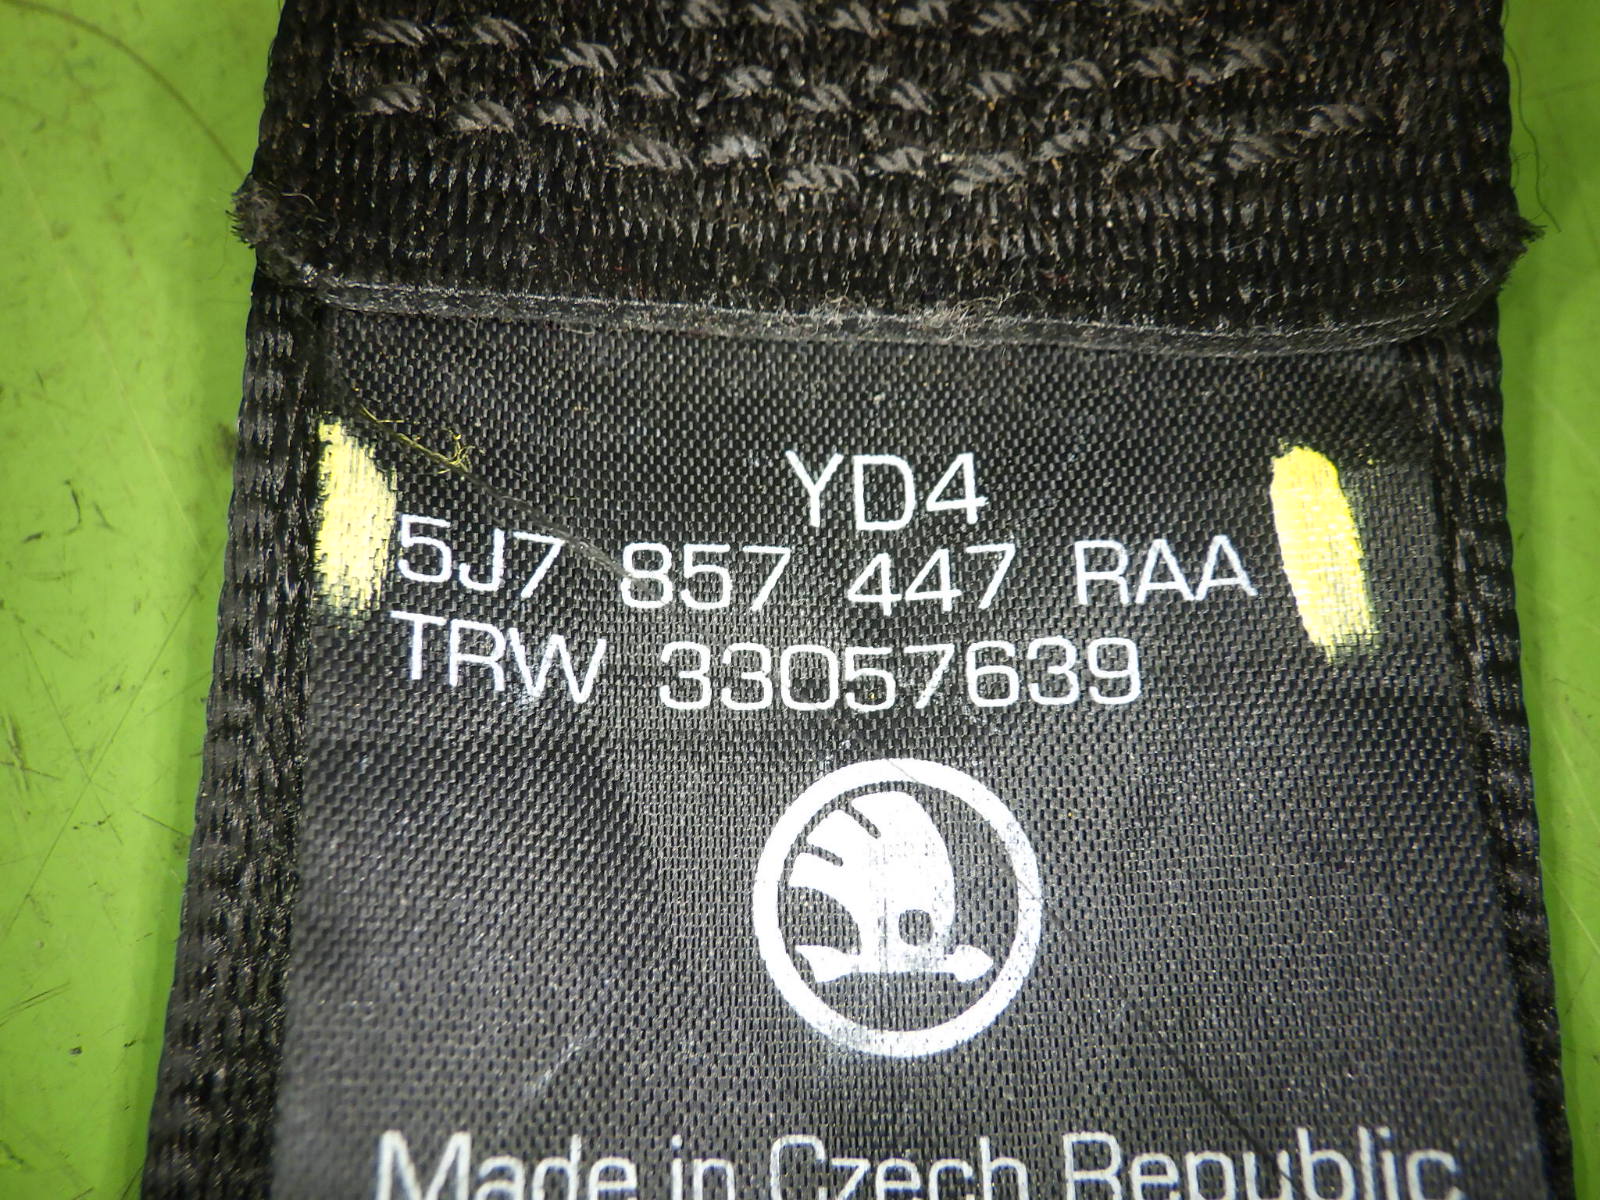 YD4
5J7 857 447 RAA
TRW 33057639
Made in Czech Republic